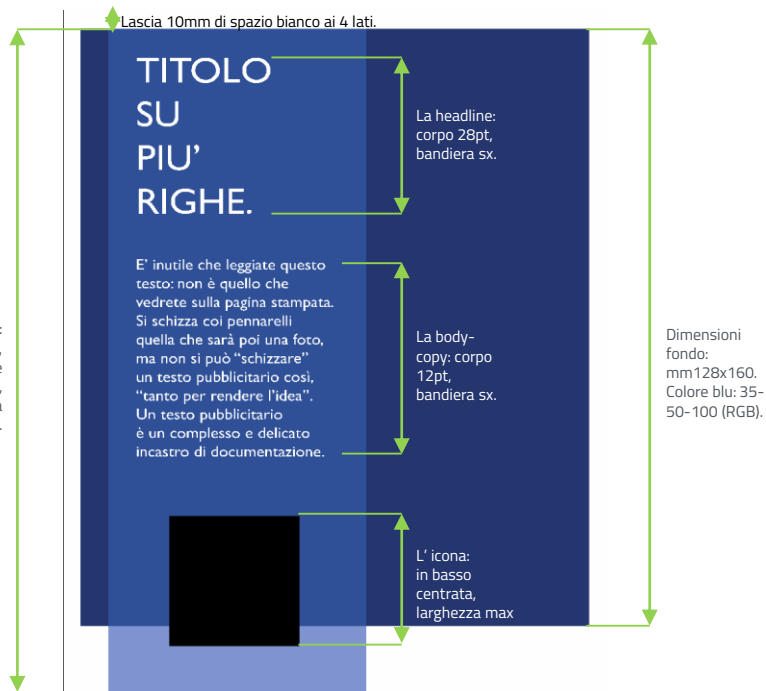 Lascia 10mm di spazio bianco ai 4 lati.
TITOLO
SU
PIU’
RIGHE.
La headline:
corpo 28pt,
bandiera sx.
E’ inutile che leggiate questo
testo: non è quello che
vedrete sulla pagina stampata.
Si schizza coi pennarelli
quella che sarà poi una foto,
ma non si può “schizzare”
un testo pubblicitario così,
“tanto per rendere l’idea”.
Un testo pubblicitario
è un complesso e delicato
incastro di documentazione.
La body-
copy: corpo
12pt,
bandiera sx.
Dimensioni
fondo:
mm128x160.
Colore blu: 35-
50-100 (RGB).
L’ icona:
in basso
centrata,
larghezza max